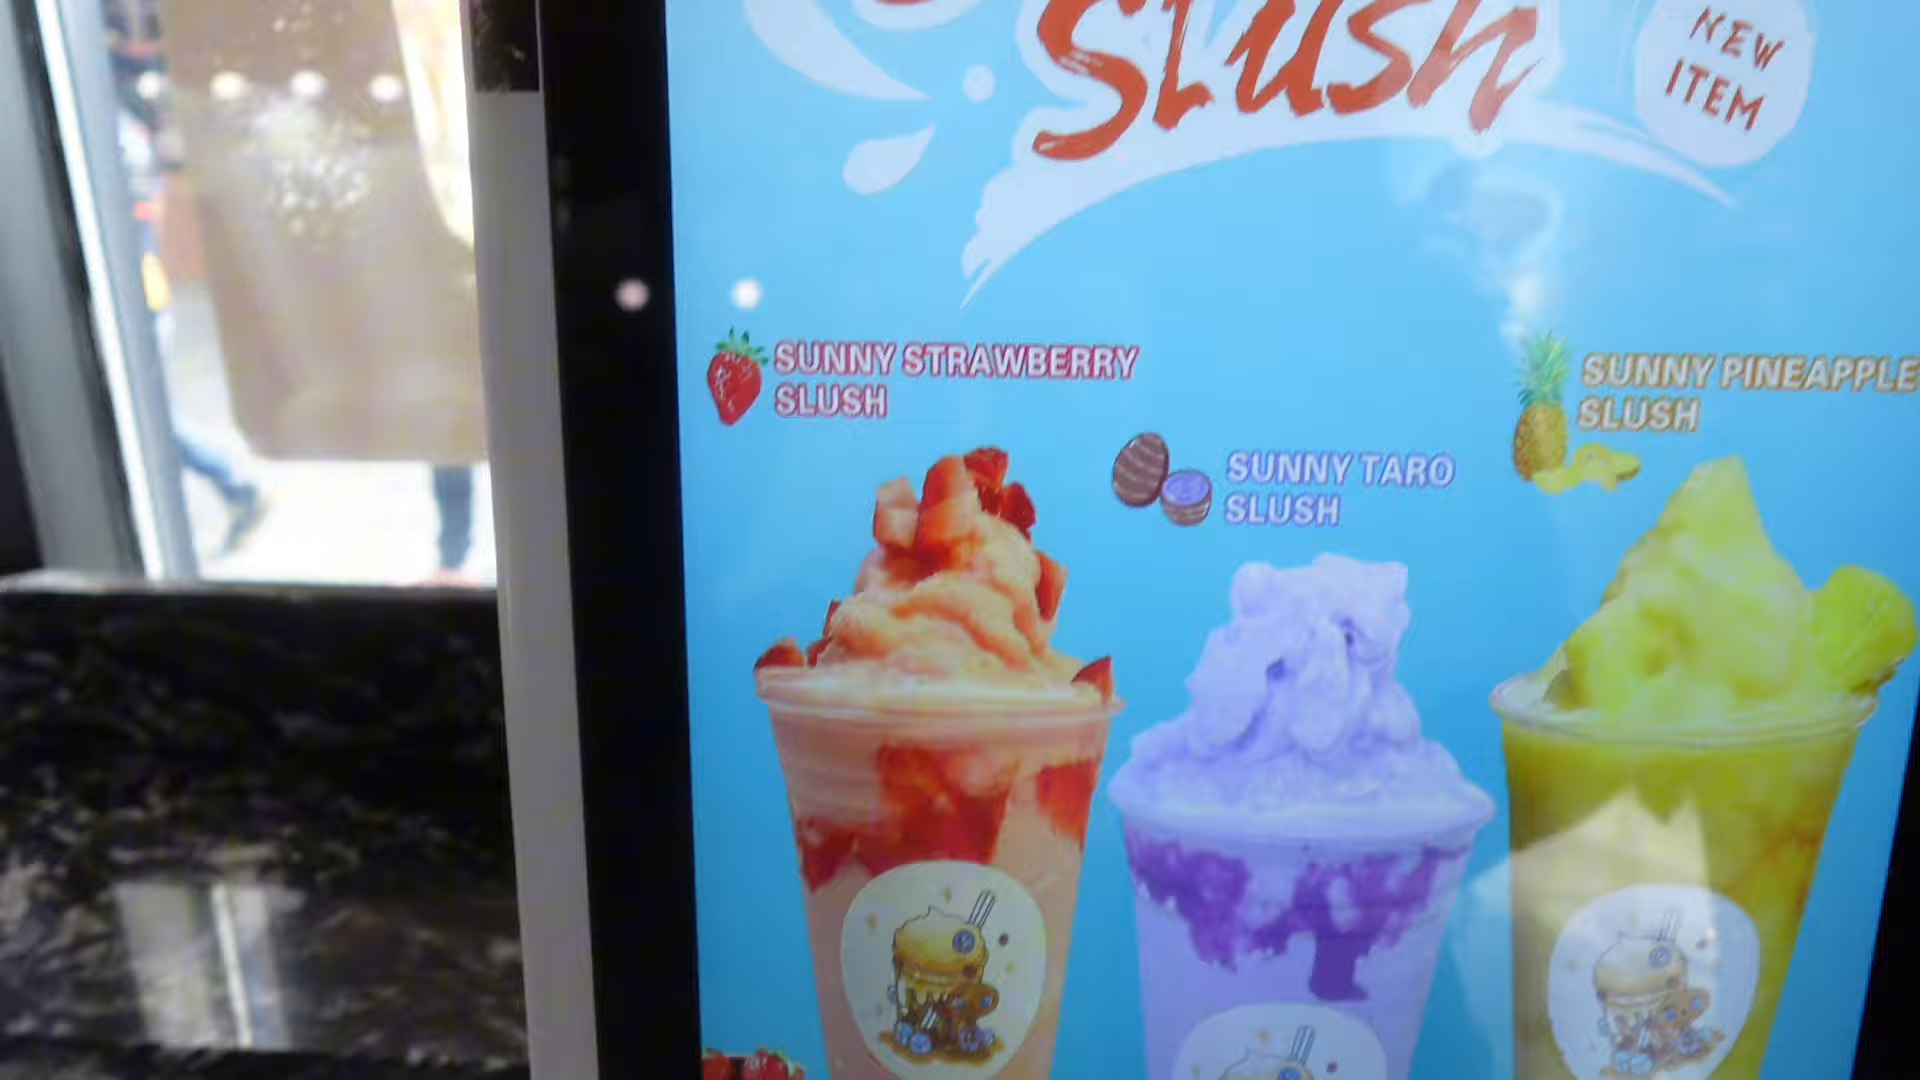 Slush
NEW
ITEM
SUNNY STRAWBERRY
SLUSH
SUNNY TARO
SLUSH
SUNNY PINEAPPLE
SLUSH